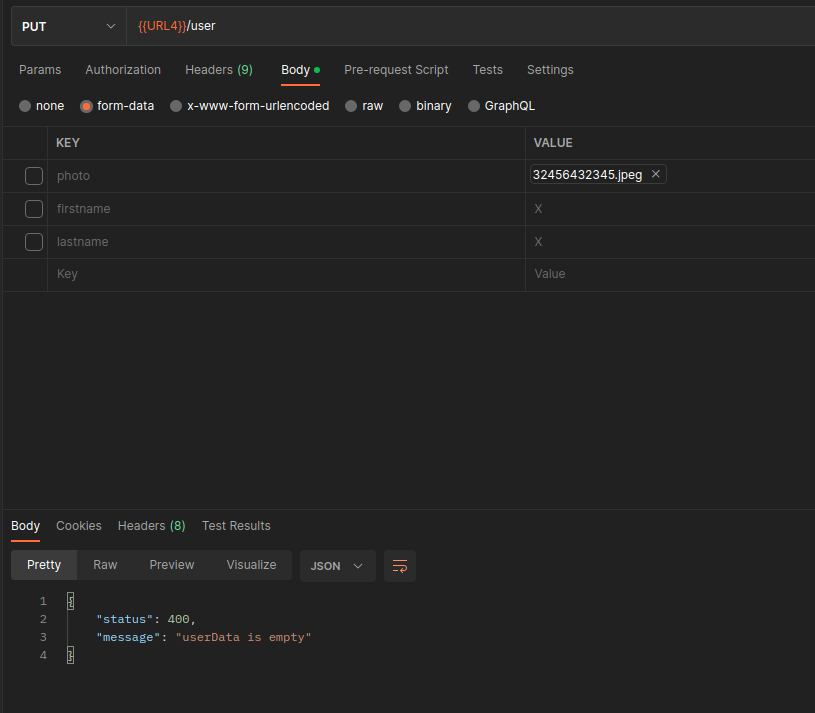 PUT {{URL4}}/user
Params Authorization Headers (9) Body Pre-request Script Tests Settings
none form-data x-www-form-urlencoded raw binary GraphQL
KEY VALUE
photo 32456432345.jpeg
firstname X
lastname X
Key Value
Body Cookies Headers (8) Test Results
Pretty Raw Preview Visualize JSON
1 {
2 "status": 400,
3 "message": "userData is empty"
4 }